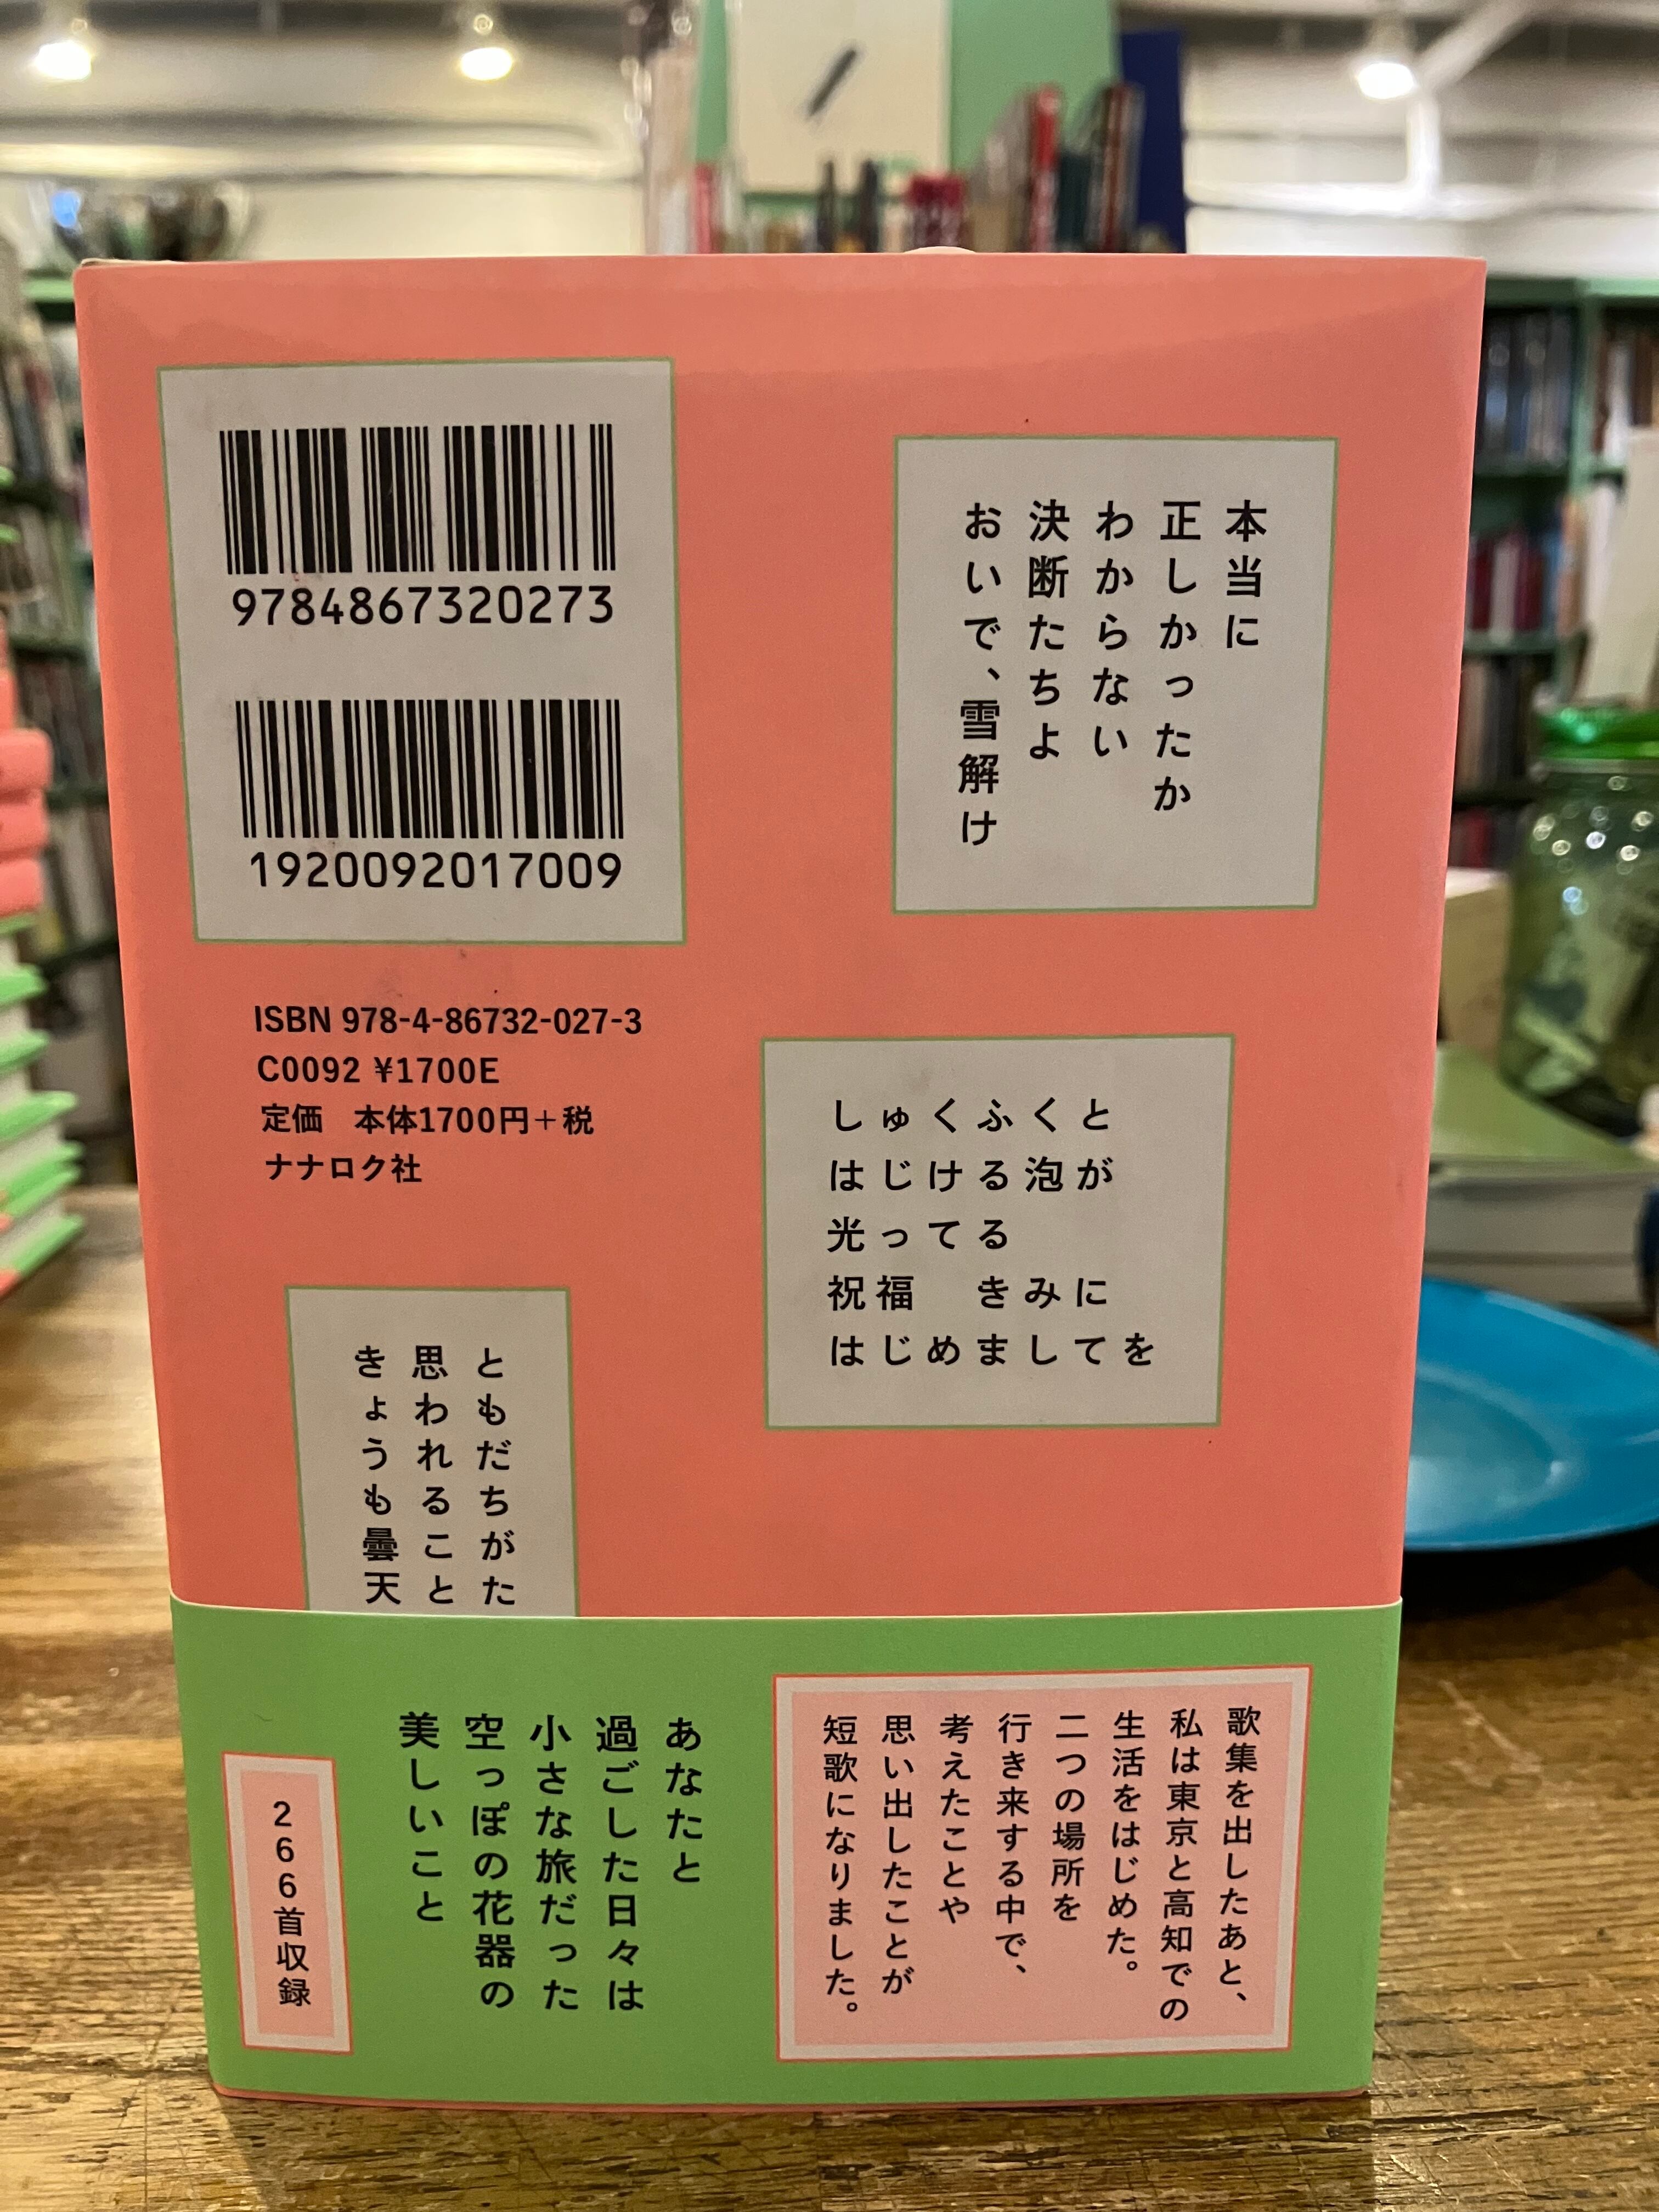 9784867320273
1920092017009
ISBN 978-4-86732-027-3
C0092 ¥1700E
定価　本体1700円＋税
ナナロク社
本当に
正しかったか
わからない
決断たちよ
おいで、雪解け
しゅくふくと
はじける泡が
光ってる
祝福　きみに
はじめましてを
ともだちがた
思われること
きょうも曇天
歌集を出したあと、
私は東京と高知での
生活をはじめた。
二つの場所を
行き来する中で、
考えたことや
思い出したことが
短歌になりました。
あなたと
過ごした日々は
小さな旅だった
空っぽの花器の
美しいこと
266首収録